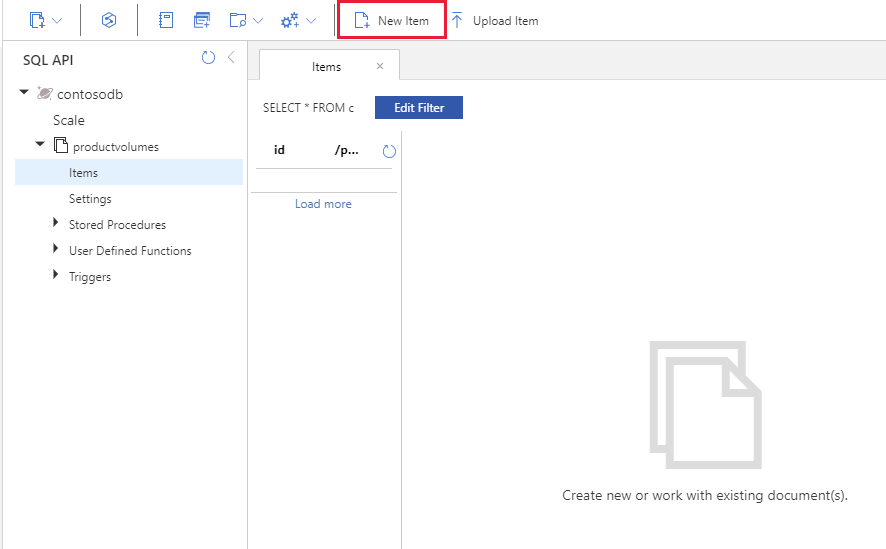 New Item
Upload Item
SQL API
contosodb
Scale
productvolumes
Items
Settings
Stored Procedures
User Defined Functions
Triggers
Items
SELECT * FROM c
Edit Filter
id /p...
Load more
Create new or work with existing document(s).